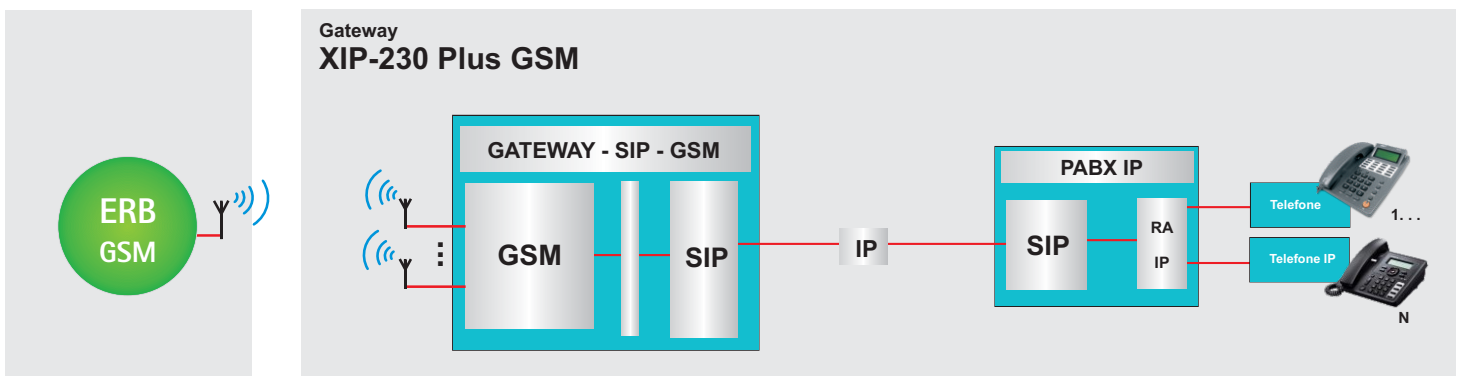 Gateway
XIP-230 Plus GSM
ERB
GSM
GATEWAY - SIP - GSM
GSM
SIP
IP
PABX IP
SIP
RA
IP
Telefone
1. . .
Telefone IP
N